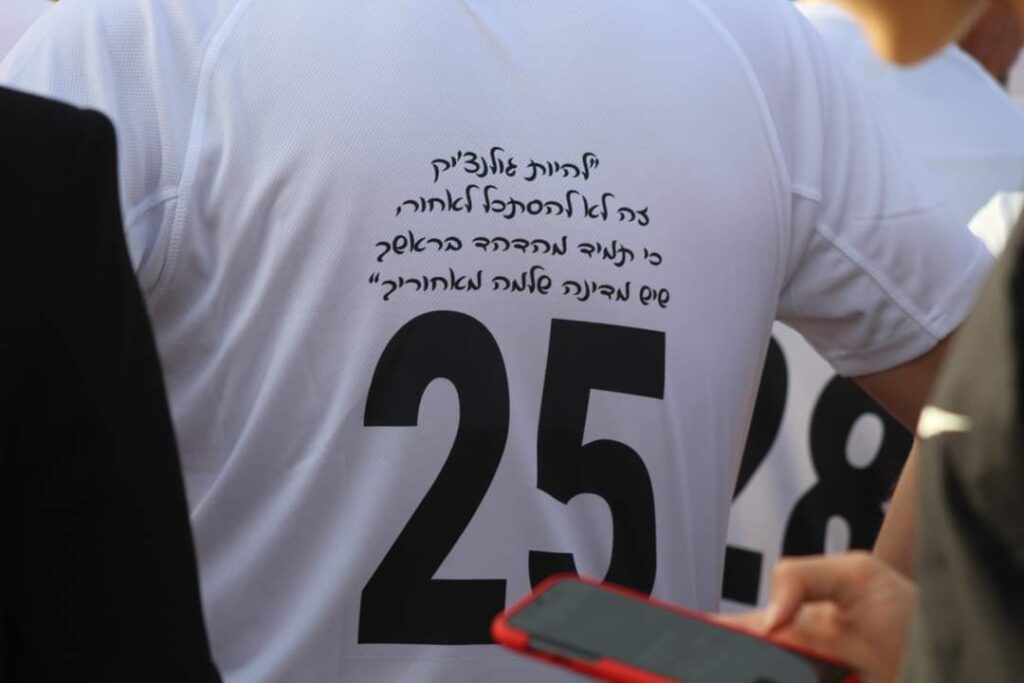 "להיות גולנצ'יק
זה לא להסתכל לאחור,
כי תמיד מהדהד בראשך
שיש מדינה שלמה מאחוריך"
25
28